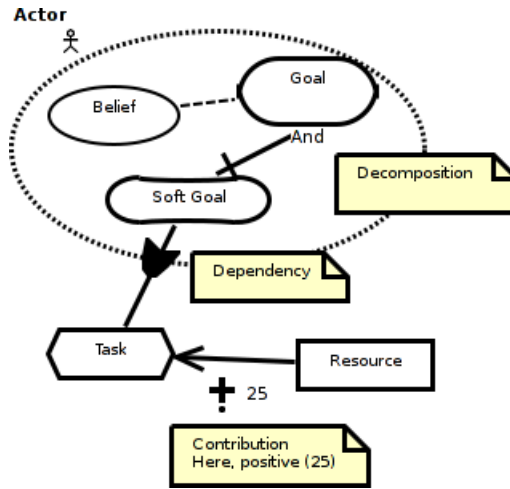 Actor
Goal
Belief
And
Decomposition
Soft Goal
Dependency
Task
Resource
25
Contribution
Here, positive (25)